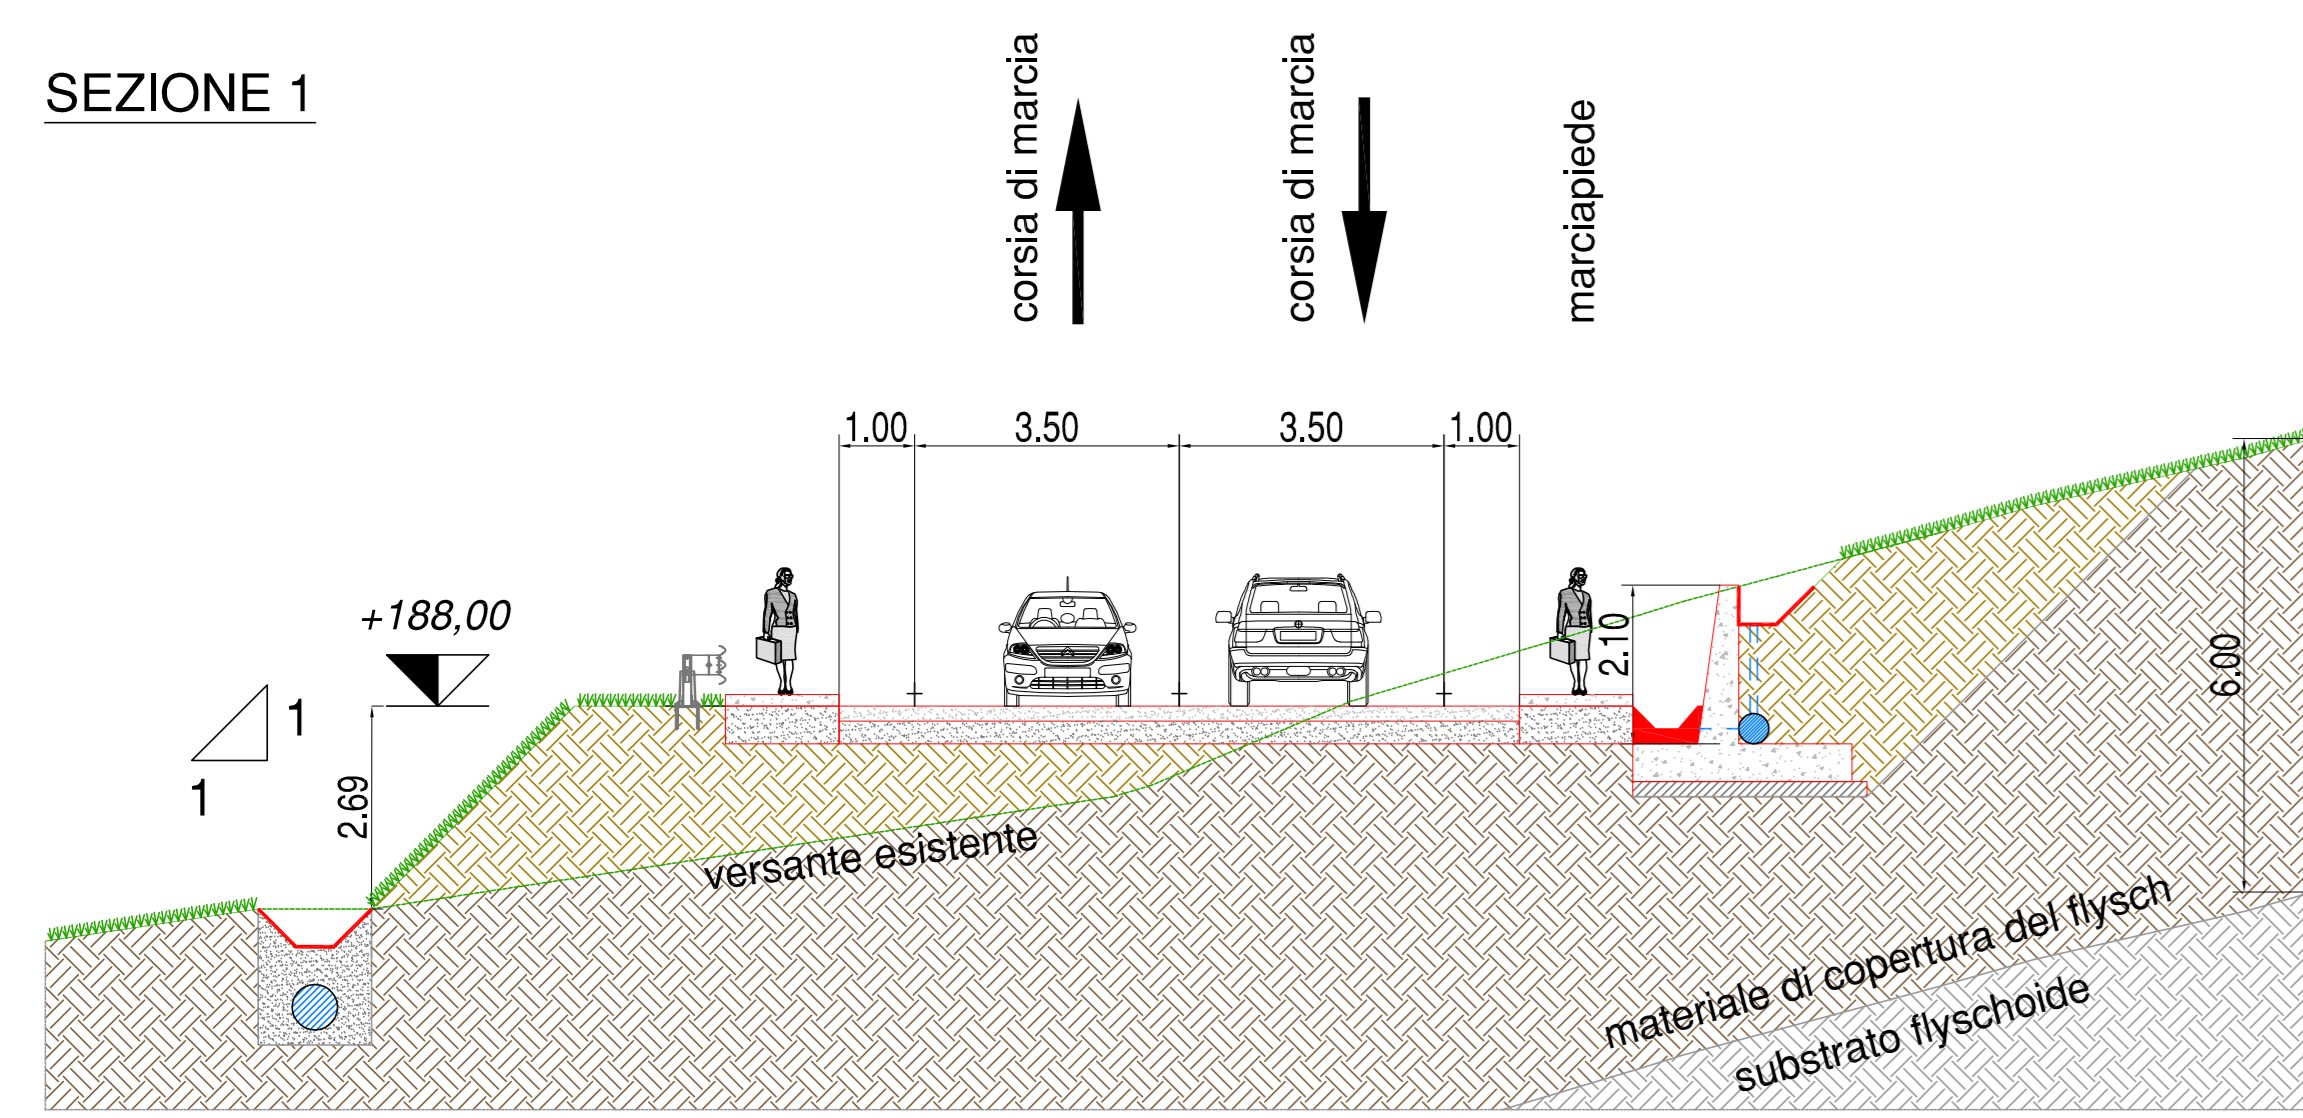 SEZIONE 1
corsia di marcia
corsia di marcia
marciapiede
1.00
3.50
3.50
1.00
+188,00
1
1
2.69
2.10
6.00
versante esistente
materiale di copertura del flysch
substrato flyschoide